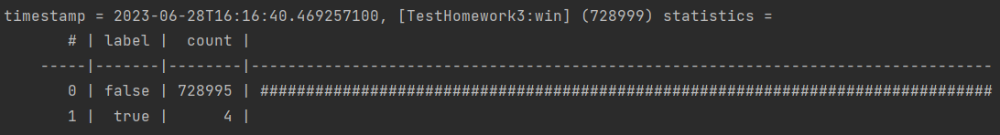 timestamp = 2023-06-28T16:16:40.469257100, [TestHomework3:win] (728999) statistics =
       # | label |  count |
    -----|-------|--------|--------------------------------------------------------------------------------
       0 | false | 728995 | ################################################################################
       1 |  true |      4 |